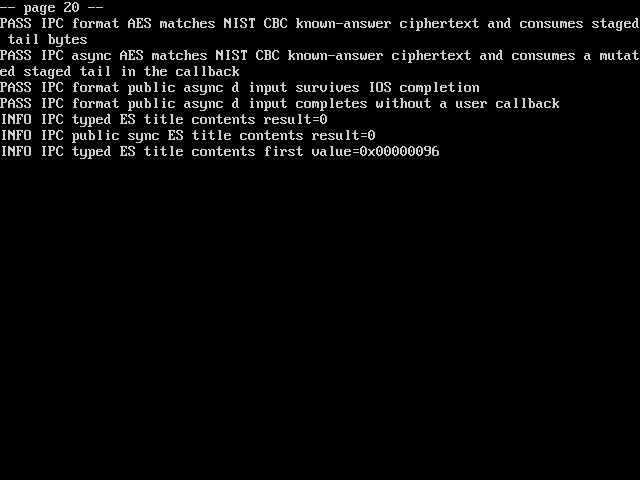 -- page 20 --
PASS IPC format AES matches NIST CBC known-answer ciphertext and consumes staged
 tail bytes
PASS IPC async AES matches NIST CBC known-answer ciphertext and consumes a mutat
ed staged tail in the callback
PASS IPC format public async d input survives IOS completion
PASS IPC format public async d input completes without a user callback
INFO IPC typed ES title contents result=0
INFO IPC public sync ES title contents result=0
INFO IPC typed ES title contents first value=0x00000096